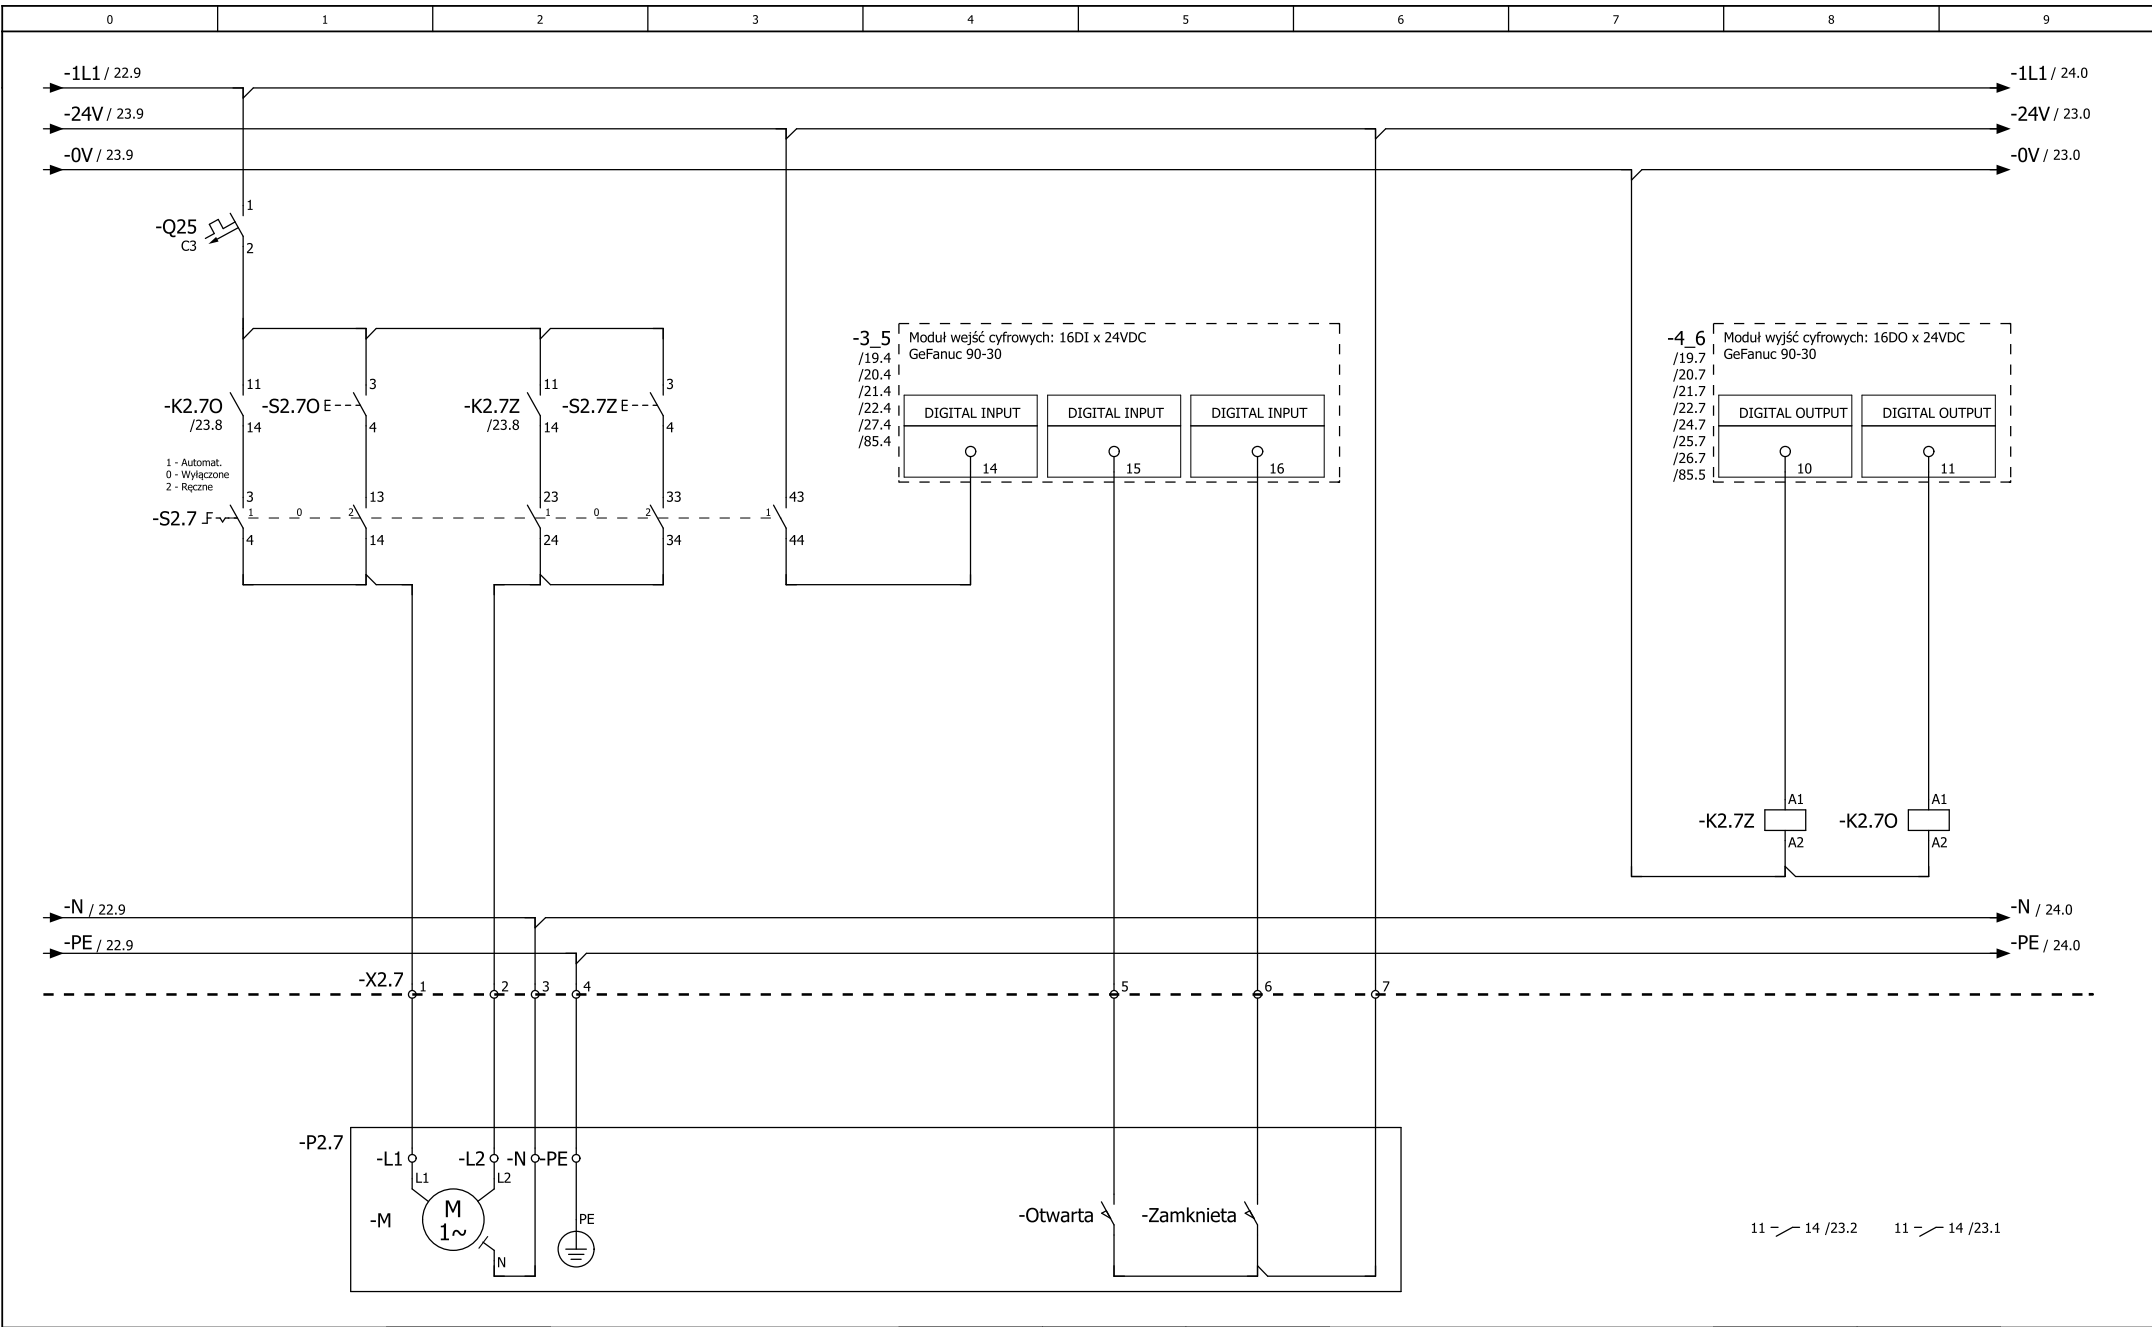 0 1 2 3 4 5 6 7 8 9
-1L1 / 22.9 -1L1 / 24.0
-24V / 23.9 -24V / 23.0
-0V / 23.9 -0V / 23.0
1
-Q25
C3
2
-3_5
/19.4
/20.4
/21.4
/22.4
/27.4
/85.4
Moduł wejść cyfrowych: 16DI x 24VDC
GeFanuc 90-30
DIGITAL INPUT DIGITAL INPUT DIGITAL INPUT
14 15 16
-4_6
/19.7
/20.7
/21.7
/22.7
/24.7
/25.7
/26.7
/85.5
Moduł wyjść cyfrowych: 16DO x 24VDC
GeFanuc 90-30
DIGITAL OUTPUT DIGITAL OUTPUT
10 11
11 3 11 3
-K2.7O -S2.7O E -K2.7Z -S2.7Z E
/23.8 /23.8
14 4 14 4
1 - Automat.
0 - Wyłączone
2 - Ręczne
3 13 23 33 43
-S2.7 1 0 2 1 0 2 1
4 14 24 34 44
A1 A1
-K2.7Z -K2.7O
A2 A2
-N / 22.9 -N / 24.0
-PE / 22.9 -PE / 24.0
-X2.7 1 2 3 4 5 6 7
-P2.7
-L1 -L2 -N -PE
L1 L2
-M
M
1~
PE
N
-Otwarta -Zamknieta
11 14 /23.2 11 14 /23.1